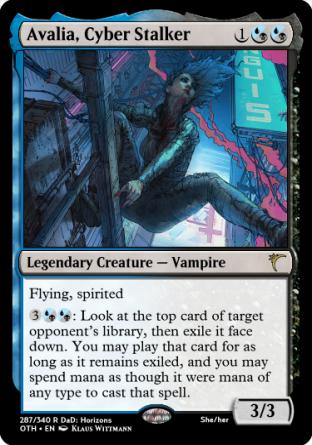 Avalia, Cyber Stalker 1
GUIS
Legendary Creature — Vampire
Flying, spirited
3: Look at the top card of target
opponent's library, then exile it face
down. You may play that card for as
long as it remains exiled, and you may
spend mana as though it were mana of
any type to cast that spell.
287/340 R DaD: Horizons
She/her
3/3
OTH • EN Klaus Wittmann